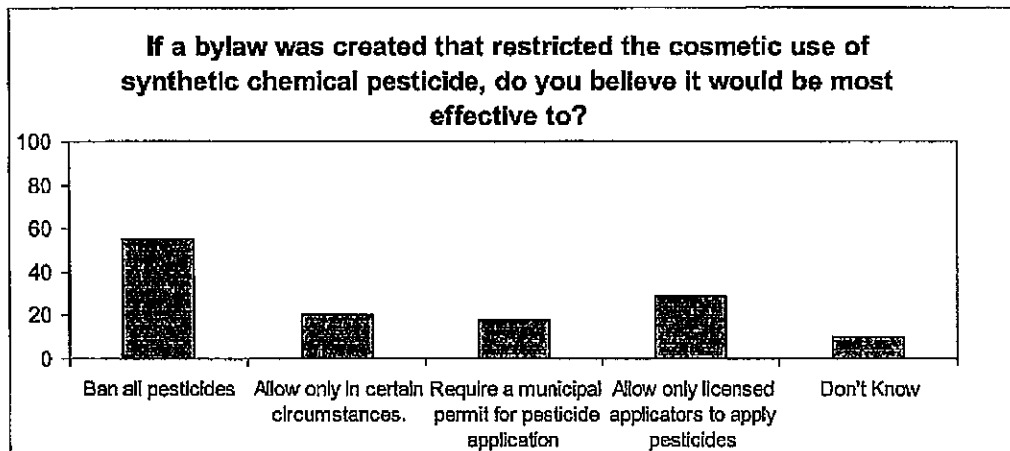 If a bylaw was created that restricted the cosmetic use of
synthetic chemical pesticide, do you believe it would be most
effective to?
100
80
60
40
20
0
Ban all pesticides
Allow only in certain
circumstances.
Require a municipal
permit for pesticide
application
Allow only licensed
applicators to apply
pesticides
Don't Know